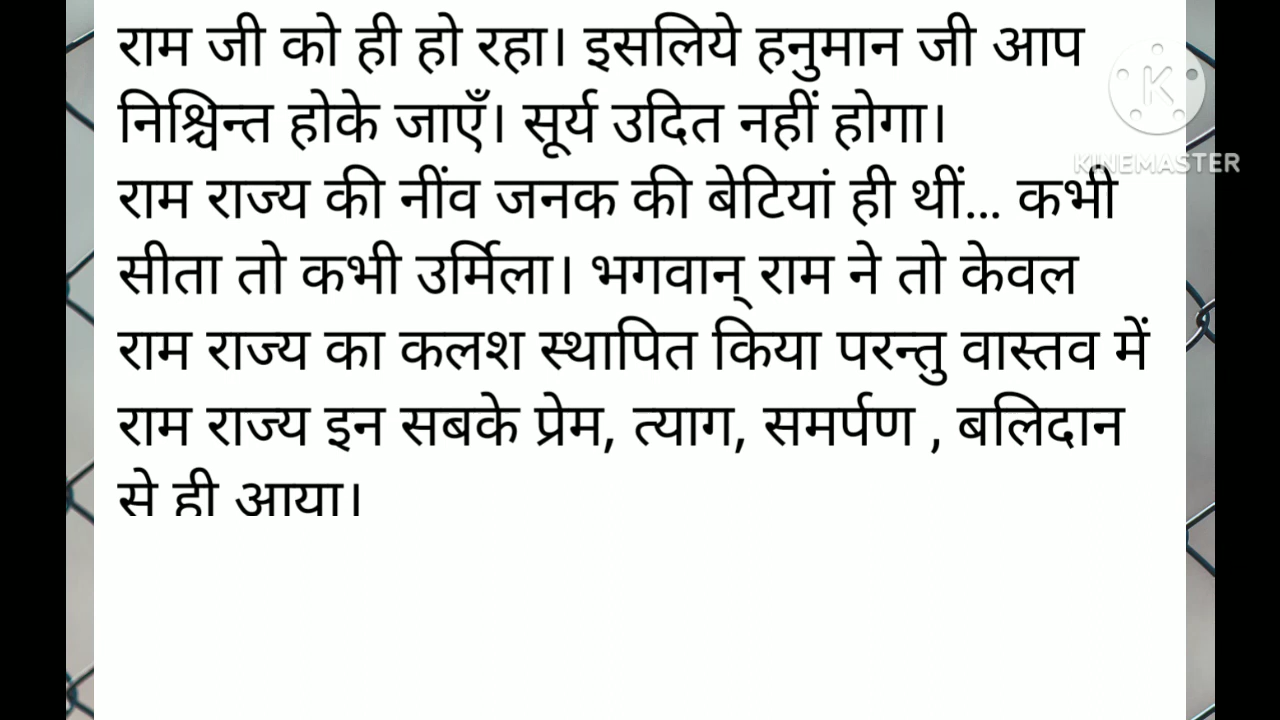 राम जी को ही हो रहा। इसलिये हनुमान जी आप
निश्चिन्त होके जाएँ। सूर्य उदित नहीं होगा।
राम राज्य की नींव जनक की बेटियां ही थीं... कभी
सीता तो कभी उर्मिला। भगवान् राम ने तो केवल
राम राज्य का कलश स्थापित किया परन्तु वास्तव में
राम राज्य इन सबके प्रेम, त्याग, समर्पण , बलिदान
से ही आया।
K
KINEMASTER